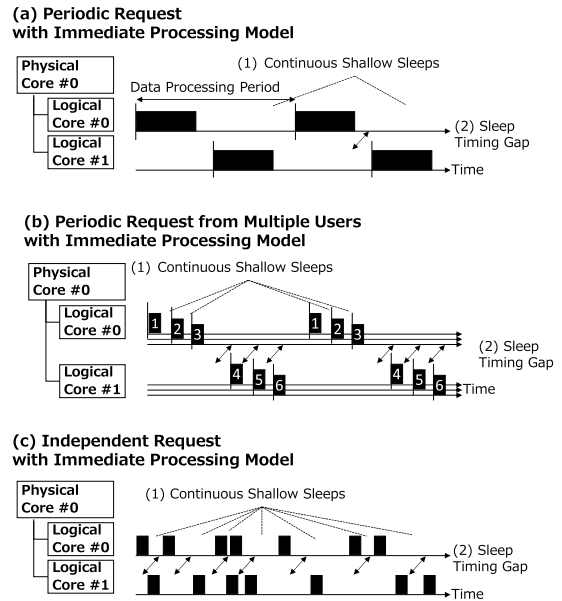 (a) Periodic Request
with Immediate Processing Model
Physical
Core #0
(1) Continuous Shallow Sleeps
Data Processing Period
Logical
Core #0
(2) Sleep
Timing Gap
Logical
Core #1
Time
(b) Periodic Request from Multiple Users
with Immediate Processing Model
Physical
Core #0
(1) Continuous Shallow Sleeps
Logical
Core #0
1 2 3 1 2 3
(2) Sleep
Timing Gap
Logical
Core #1
4 5 6 4 5 6
Time
(c) Independent Request
with Immediate Processing Model
Physical
Core #0
(1) Continuous Shallow Sleeps
Logical
Core #0
(2) Sleep
Timing Gap
Logical
Core #1
Time